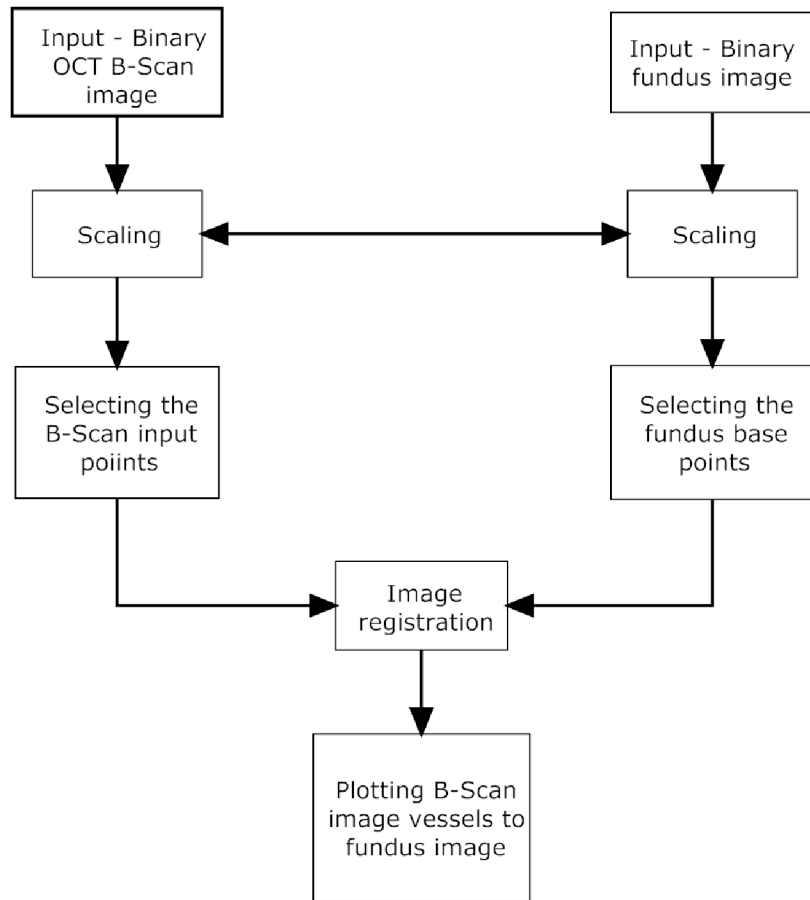 Input - Binary
OCT B-Scan
image
Input - Binary
fundus image
Scaling
Scaling
Selecting the
B-Scan input
poiints
Selecting the
fundus base
points
Image
registration
Plotting B-Scan
image vessels to
fundus image